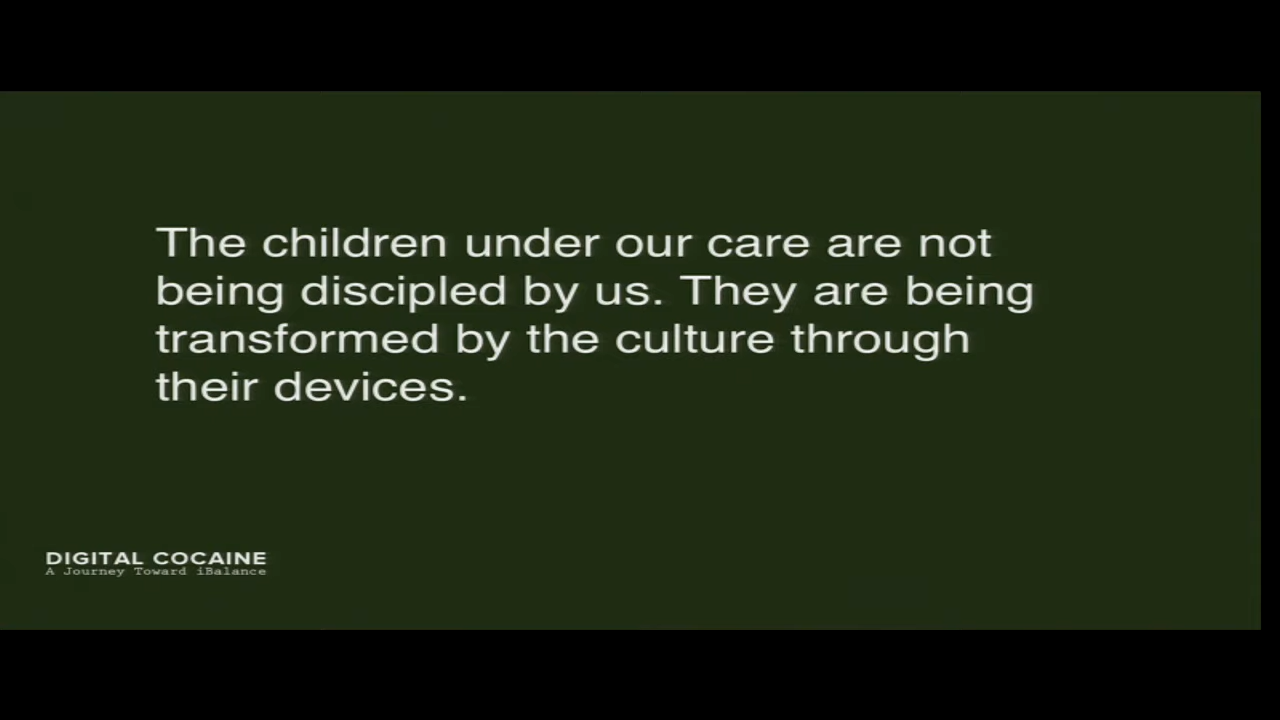 The children under our care are not
being discipled by us. They are being
transformed by the culture through
their devices.
DIGITAL COCAINE
A Journey Toward iBalance